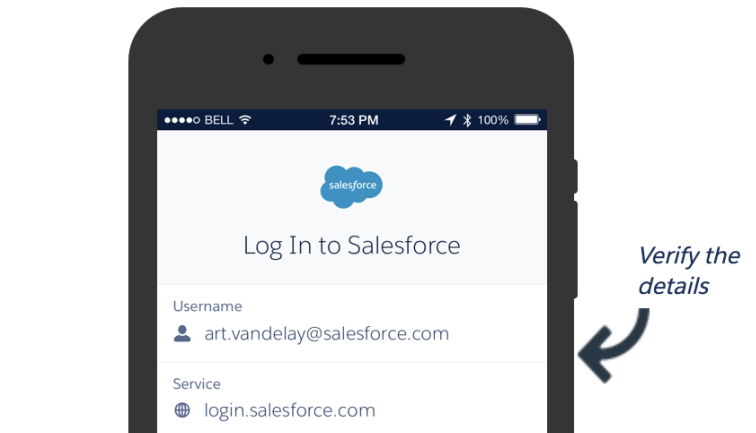 BELL 7:53 PM 100%
salesforce
Log In to Salesforce
Username
art.vandelay@salesforce.com
Service
login.salesforce.com
Verify the
details